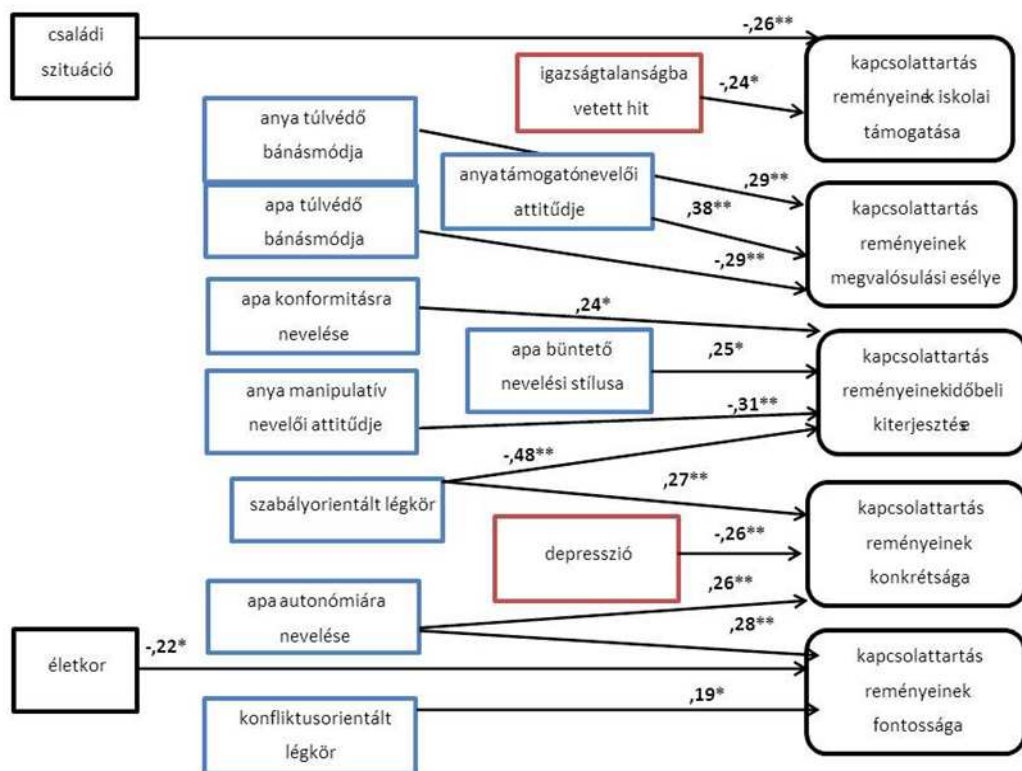 családi
szituáció
-,26**
kapcsolattartás
reményeinek iskolai
támogatása
igazságtalanságba
vetett hit
-,24*
anya túlvédő
bánásmódja
anya támogatónevelői
attitűdje
,29**
,38**
kapcsolattartás
reményeinek
megvalósulási esélye
apa túlvédő
bánásmódja
-,29**
apa konformitásra
nevelése
,24*
apa büntető
nevelési stílusa
,25*
kapcsolattartás
reményeinekidőbeli
kiterjesztése
anya manipulatív
nevelői attitűdje
-,31**
-,48**
szabályorientált légkör
,27**
kapcsolattartás
reményeinek
konkrétsága
depresszió
-,26**
apa autonómiára
nevelése
,26**
,28**
életkor
-,22*
kapcsolattartás
reményeinek
fontossága
konfliktusorientált
légkör
,19*